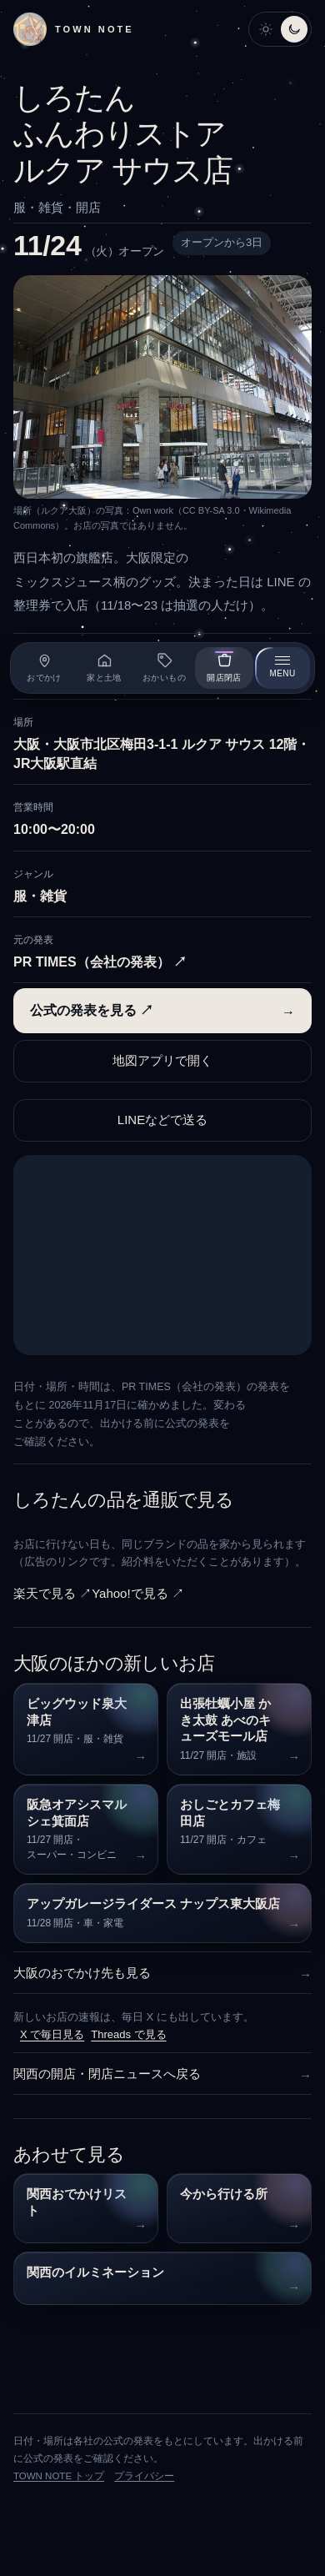 TOWN NOTE
しろたん
ふんわりストア
ルクア サウス店
服・雑貨・開店
11/24 （火）オープン オープンから3日
場所（ルクア大阪）の写真：Own work（CC BY-SA 3.0・Wikimedia
Commons）。お店の写真ではありません。
西日本初の旗艦店。大阪限定の
ミックスジュース柄のグッズ。決まった日は LINE の
整理券で入店（11/18〜23 は抽選の人だけ）。
おでかけ 家と土地 おかいもの 開店閉店 MENU
場所
大阪・大阪市北区梅田3-1-1 ルクア サウス 12階・
JR大阪駅直結
営業時間
10:00〜20:00
ジャンル
服・雑貨
元の発表
PR TIMES（会社の発表） ↗
公式の発表を見る ↗ →
地図アプリで開く
LINEなどで送る
日付・場所・時間は、PR TIMES（会社の発表）の発表を
もとに 2026年11月17日に確かめました。変わる
ことがあるので、出かける前に公式の発表を
ご確認ください。
しろたんの品を通販で見る
お店に行けない日も、同じブランドの品を家から見られます
（広告のリンクです。紹介料をいただくことがあります）。
楽天で見る ↗Yahoo!で見る ↗
大阪のほかの新しいお店
ビッグウッド泉大
津店
11/27 開店・服・雑貨
→
出張牡蠣小屋 か
き太鼓 あべのキ
ューズモール店
11/27 開店・施設
→
阪急オアシスマル
シェ箕面店
11/27 開店・
スーパー・コンビニ
→
おしごとカフェ梅
田店
11/27 開店・カフェ
→
アップガレージライダース ナップス東大阪店
11/28 開店・車・家電
→
大阪のおでかけ先も見る →
新しいお店の速報は、毎日 X にも出しています。
X で毎日見る Threads で見る
関西の開店・閉店ニュースへ戻る →
あわせて見る
関西おでかけリス
ト
→
今から行ける所
→
関西のイルミネーション
→
日付・場所は各社の公式の発表をもとにしています。出かける前
に公式の発表をご確認ください。
TOWN NOTE トップ プライバシー